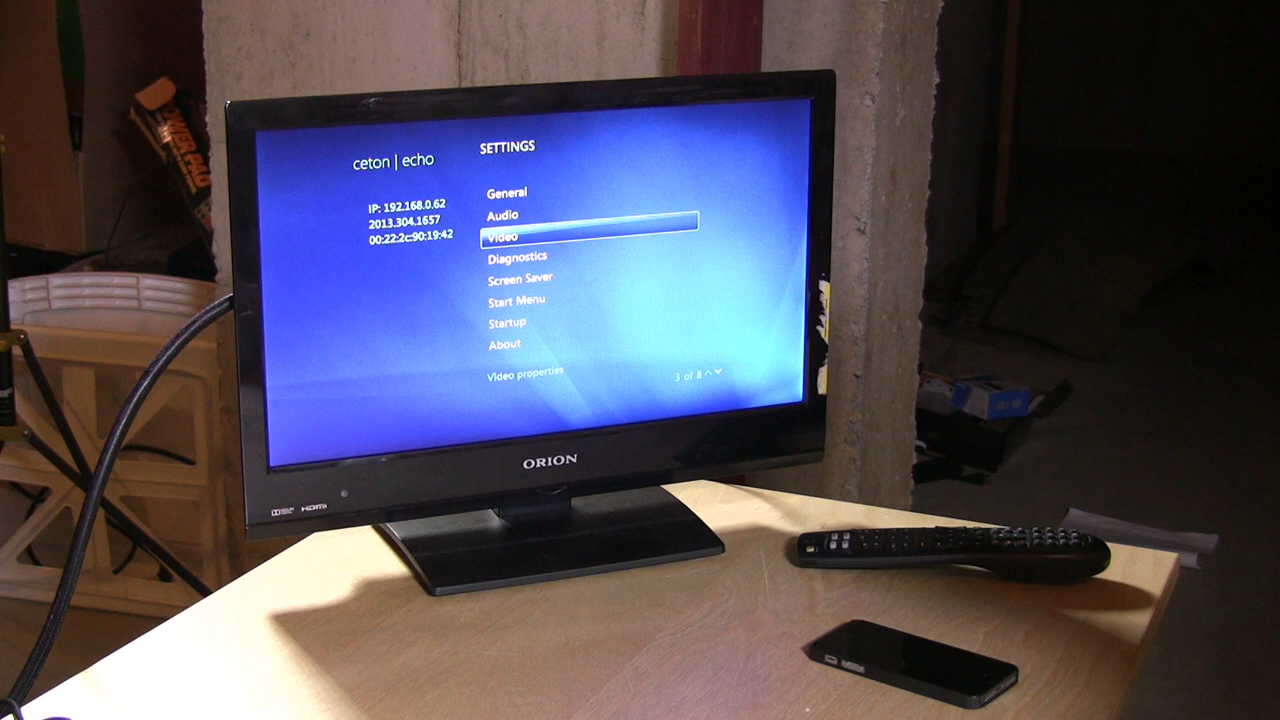 POWERPAD
ceton | echo
SETTINGS
IP: 192.168.0.62
2013.304.1657
00:22:2c:90:19:42
General
Audio
Video
Diagnostics
Screen Saver
Start Menu
Startup
About
Video properties
3 of 8
ORION
HDMI